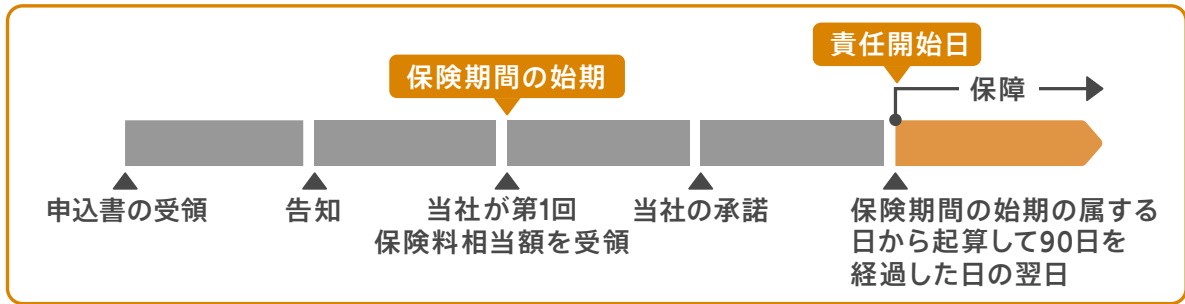 責任開始日
保険期間の始期
保障
申込書の受領
告知
当社が第1回
保険料相当額を受領
当社の承諾
保険期間の始期の属する
日から起算して90日を
経過した日の翌日